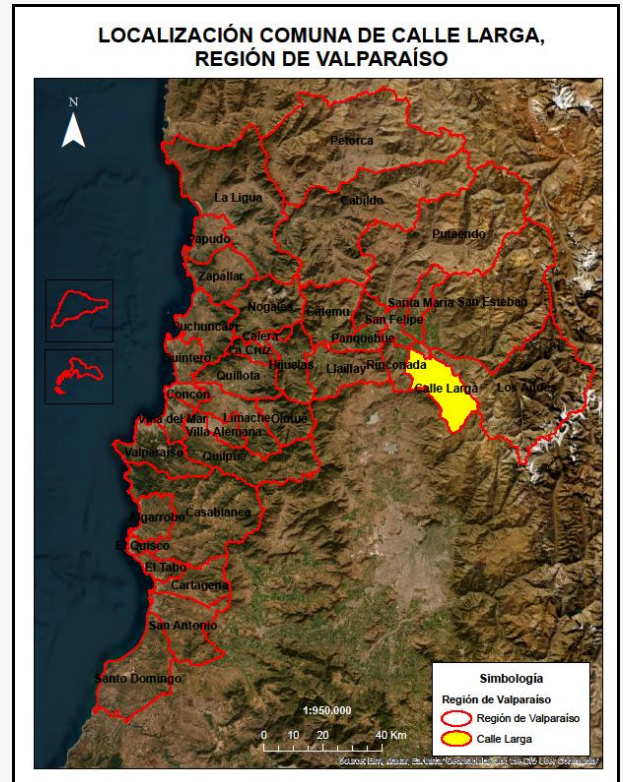 LOCALIZACIÓN COMUNA DE CALLE LARGA,
REGIÓN DE VALPARAÍSO
N
Petorca
La Ligua
Cabildo
Putaendo
Papudo
Zapallar
Nogales
Catemu
Santa María
San Esteban
San Felipe
Puchuncaví
Calera
Panquehue
La Cruz
Quintero
Hijuelas
Llaillay
Rinconada
Quillota
Calle Larga
Los Andes
Concón
Viña del Mar
Limache
Olmué
Villa Alemana
Valparaíso
Quilpué
Algarrobo
Casablanca
El Quisco
El Tabo
Cartagena
San Antonio
Santo Domingo
1:950.000
0 10 20 40 Km
Simbología
Región de Valparaíso
Región de Valparaíso
Calle Larga